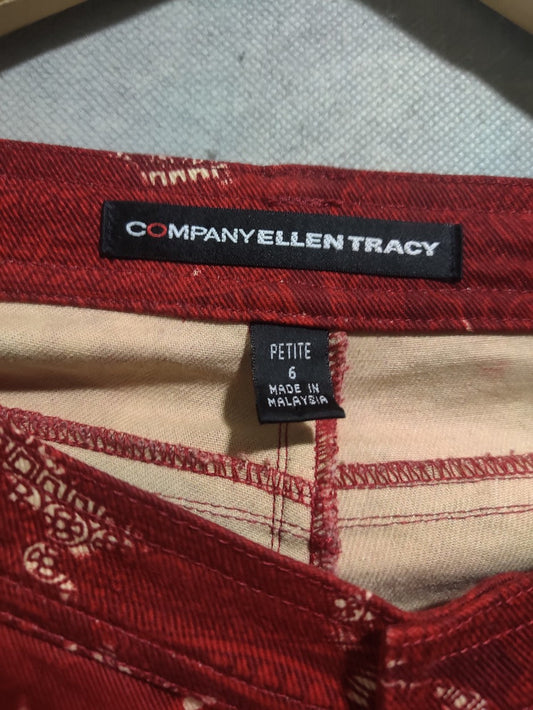 COMPANYELLENTRACY
PETITE
6
MADE IN
MALAYSIA